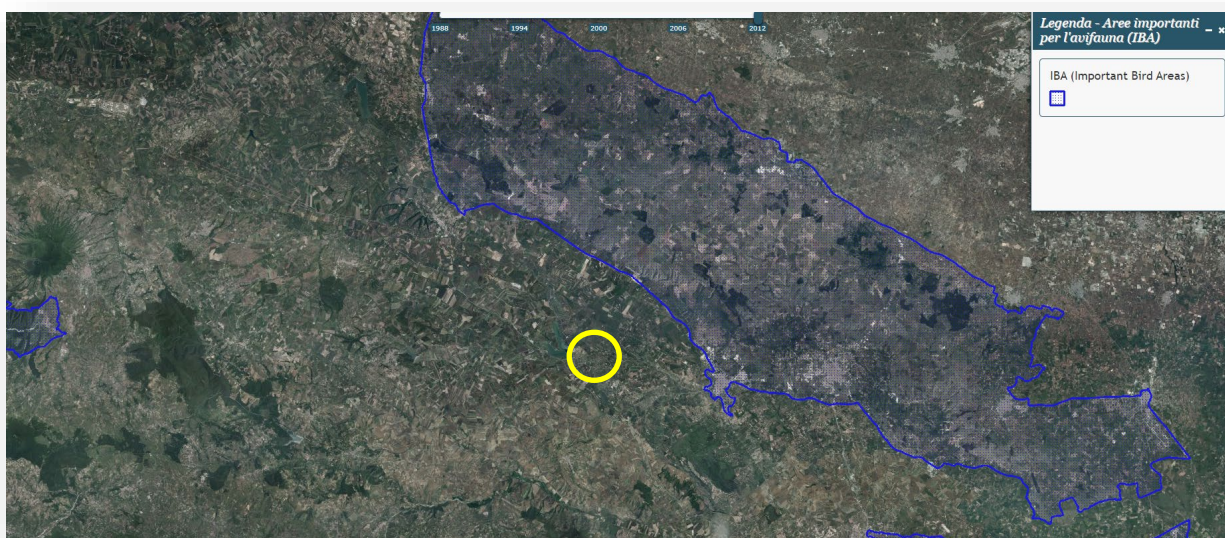 1988 1994 2000 2006 2012
Legenda - Aree importanti
per l'avifauna (IBA)
IBA (Important Bird Areas)